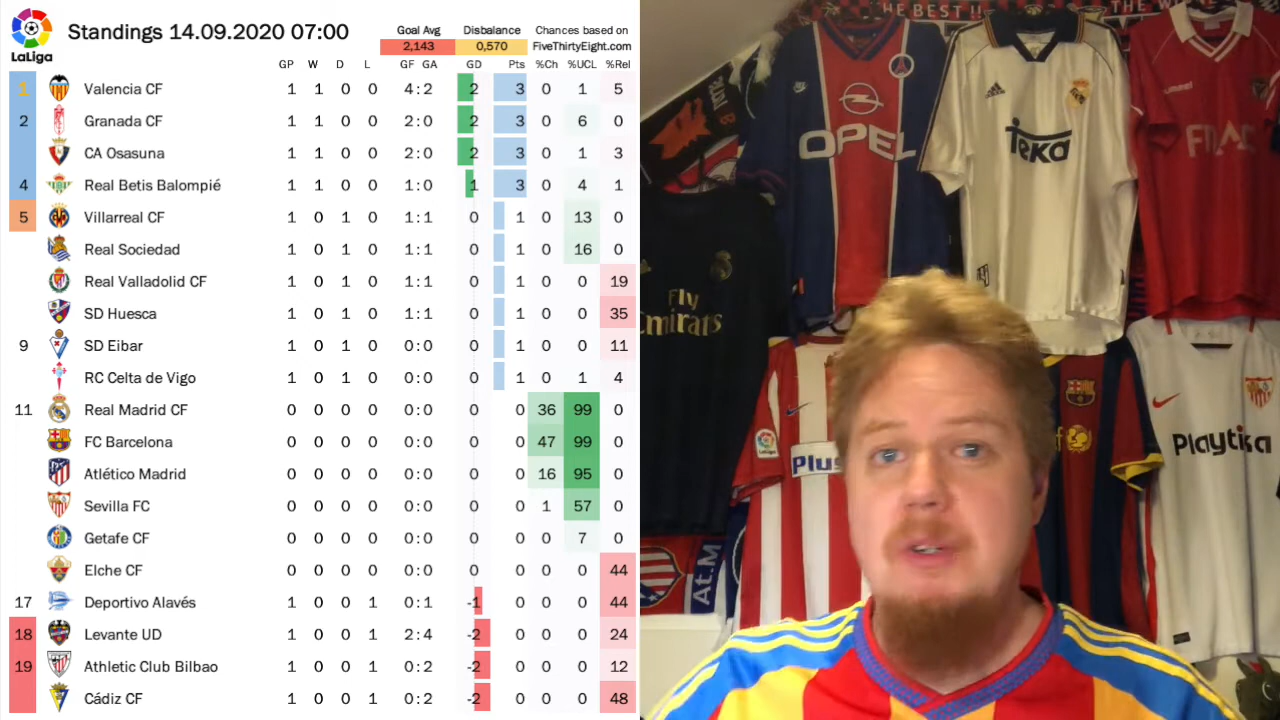 LaLiga
Standings 14.09.2020 07:00
Goal Avg Disbalance Chances based on
2,143 0,570 FiveThirtyEight.com
GP W D L GF GA GD Pts %Ch %UCL %Rel
1 Valencia CF 1 1 0 0 4:2 2 3 0 1 5
2 Granada CF 1 1 0 0 2:0 2 3 0 6 0
CA Osasuna 1 1 0 0 2:0 2 3 0 1 3
4 Real Betis Balompié 1 1 0 0 1:0 1 3 0 4 1
5 Villarreal CF 1 0 1 0 1:1 0 1 0 13 0
Real Sociedad 1 0 1 0 1:1 0 1 0 16 0
Real Valladolid CF 1 0 1 0 1:1 0 1 0 0 19
SD Huesca 1 0 1 0 1:1 0 1 0 0 35
9 SD Eibar 1 0 1 0 0:0 0 1 0 0 11
RC Celta de Vigo 1 0 1 0 0:0 0 1 0 1 4
11 Real Madrid CF 0 0 0 0 0:0 0 0 36 99 0
FC Barcelona 0 0 0 0 0:0 0 0 47 99 0
Atlético Madrid 0 0 0 0 0:0 0 0 16 95 0
Sevilla FC 0 0 0 0 0:0 0 0 1 57 0
Getafe CF 0 0 0 0 0:0 0 0 0 7 0
Elche CF 0 0 0 0 0:0 0 0 0 0 44
17 Deportivo Alavés 1 0 0 1 0:1 -1 0 0 0 44
18 Levante UD 1 0 0 1 2:4 -2 0 0 0 24
19 Athletic Club Bilbao 1 0 0 1 0:2 -2 0 0 0 12
Cádiz CF 1 0 0 1 0:2 -2 0 0 0 48
THE BEST !!
THE
OPEL
Teka
hummel
Fly
Emirates
LaLiga
Plus
Playtika
At.M